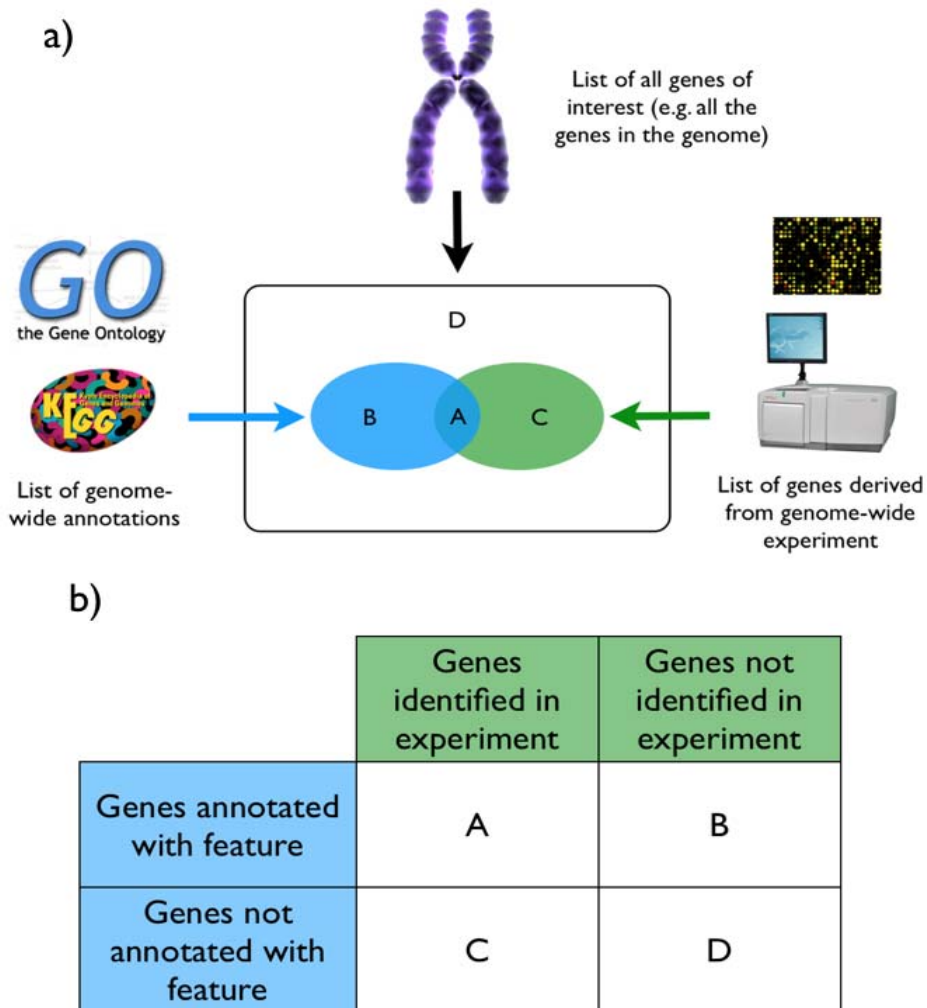 a)
List of all genes of
interest (e.g. all the
genes in the genome)
GO
the Gene Ontology
KEGG
List of genome-
wide annotations
D
B
A
C
List of genes derived
from genome-wide
experiment
b)
Genes
identified in
experiment
Genes not
identified in
experiment
Genes annotated
with feature
A
B
Genes not
annotated with
feature
C
D